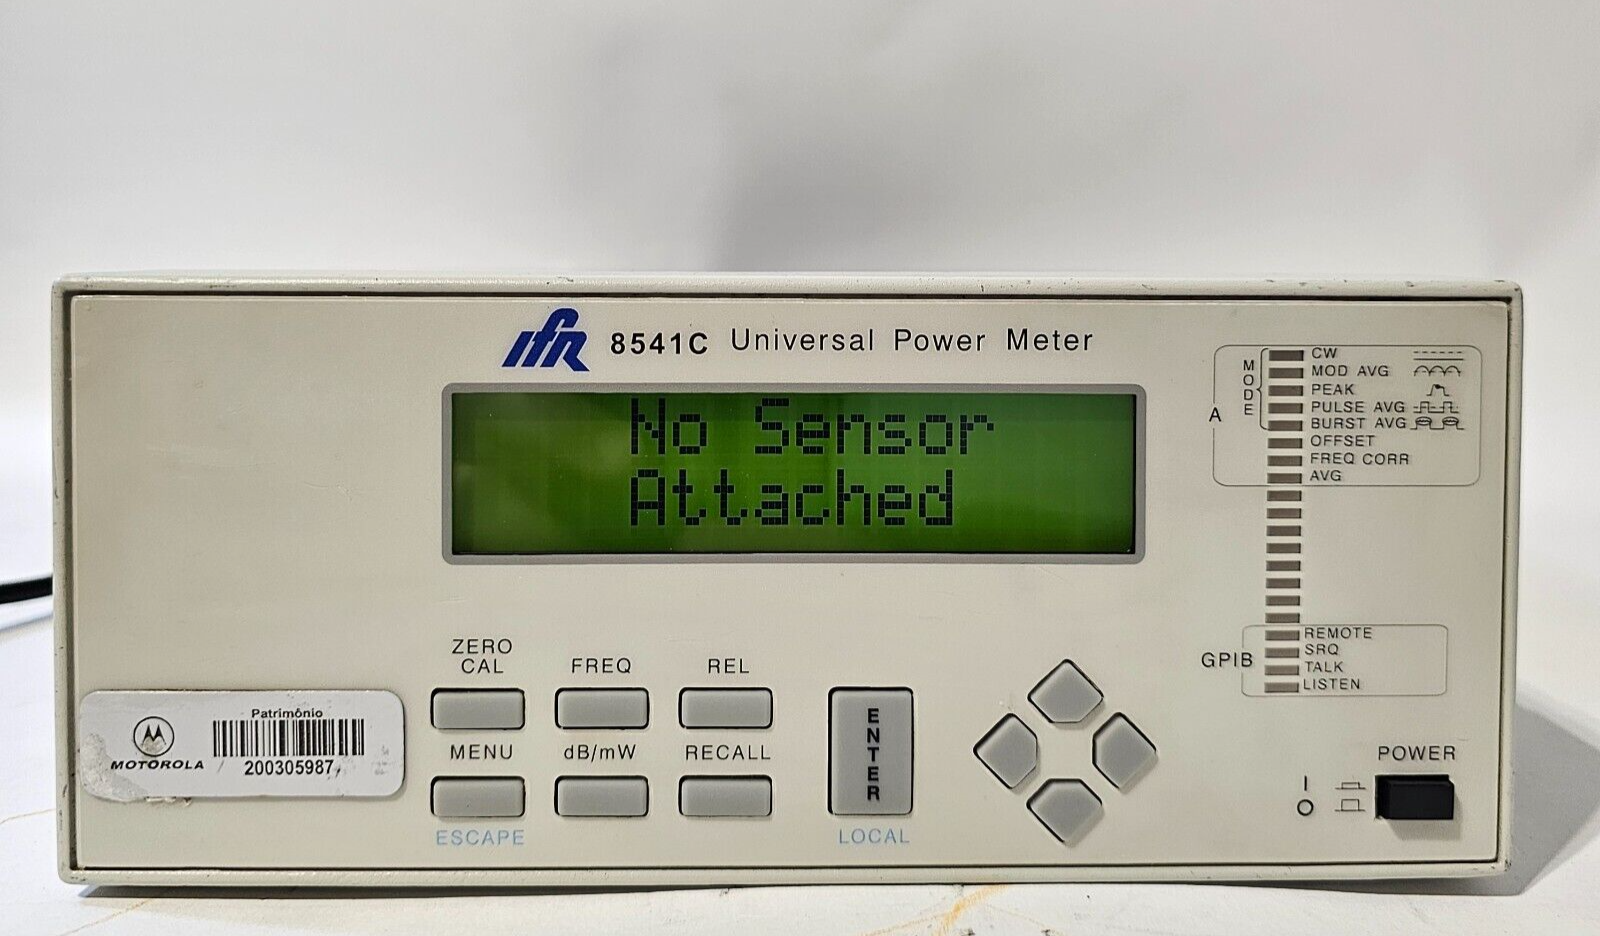 IFR 8541C Universal Power Meter
No Sensor
Attached
A
MODE
CW
MOD AVG
PEAK
PULSE AVG
BURST AVG
OFFSET
FREQ CORR
AVG
GPIB
REMOTE
SRQ
TALK
LISTEN
ZERO
CAL
FREQ
REL
MENU
dB/mW
RECALL
ESCAPE
ENTER
LOCAL
POWER
I
O
Patrimônio
MOTOROLA
200305987